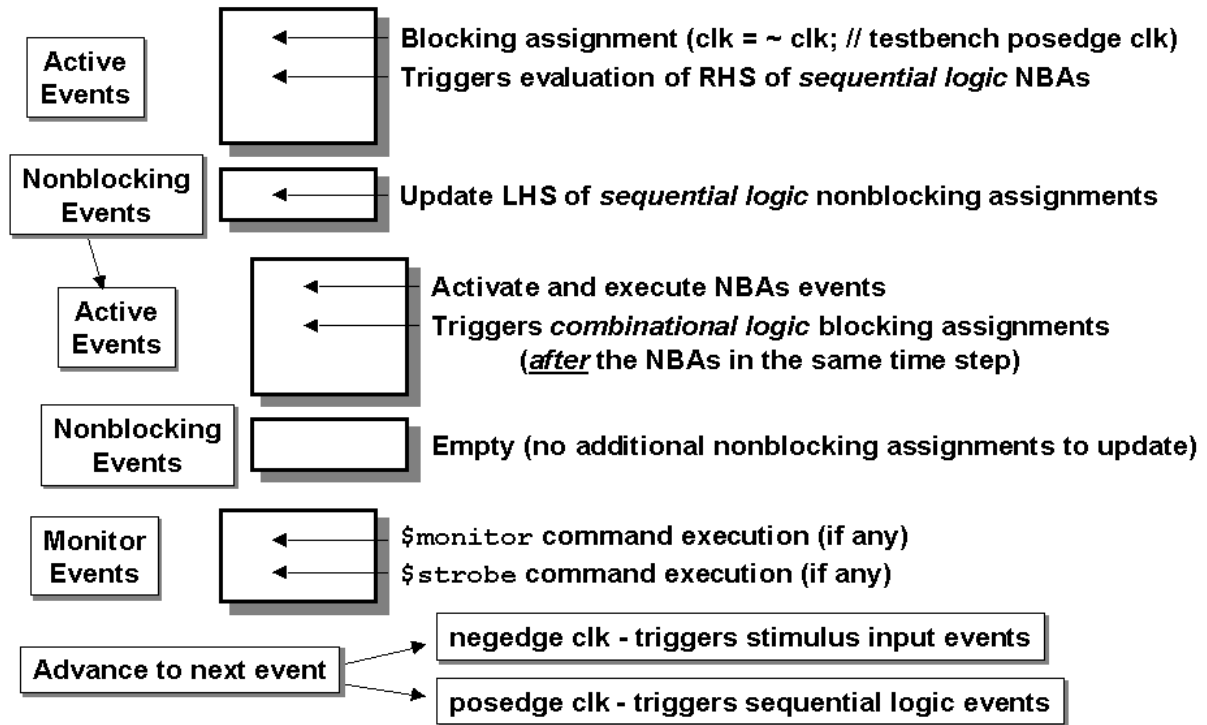 Active
Events
Blocking assignment (clk = ~ clk; // testbench posedge clk)
Triggers evaluation of RHS of sequential logic NBAs
Nonblocking
Events
Update LHS of sequential logic nonblocking assignments
Active
Events
Activate and execute NBAs events
Triggers combinational logic blocking assignments
(after the NBAs in the same time step)
Nonblocking
Events
Empty (no additional nonblocking assignments to update)
Monitor
Events
$monitor command execution (if any)
$strobe command execution (if any)
Advance to next event
negedge clk - triggers stimulus input events
posedge clk - triggers sequential logic events